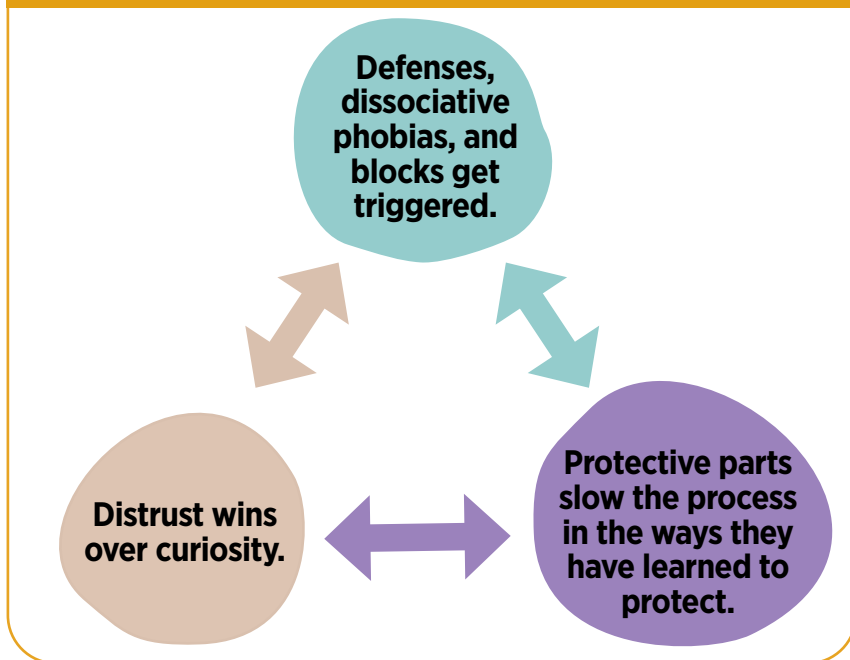 Defenses,
dissociative
phobias, and
blocks get
triggered.
Distrust wins
over curiosity.
Protective parts
slow the process
in the ways they
have learned to
protect.